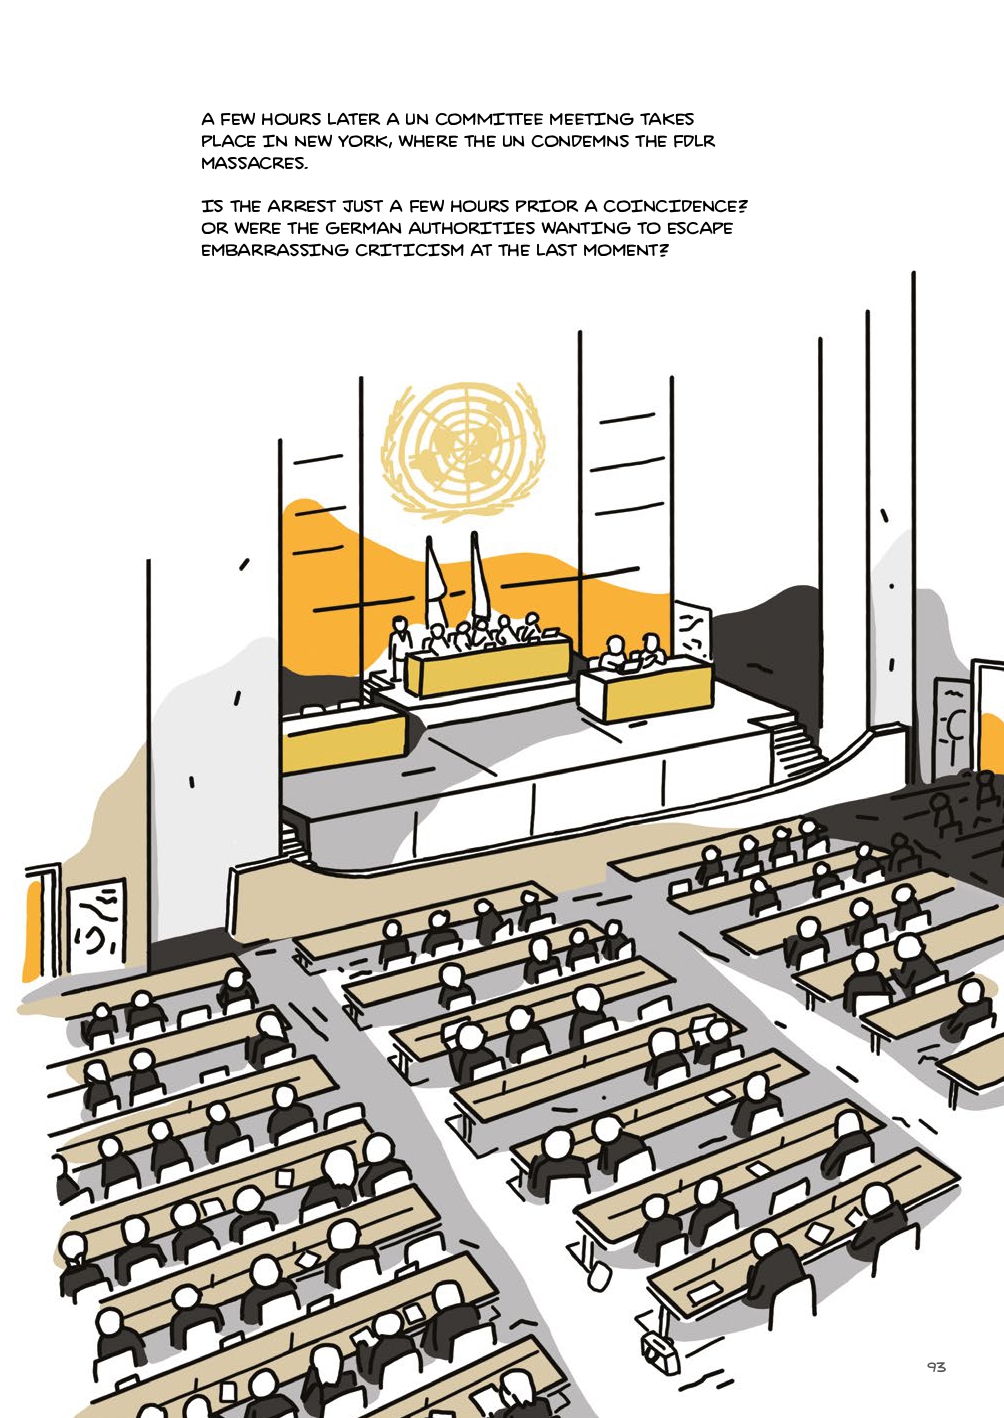 A FEW HOURS LATER A UN COMMITTEE MEETING TAKES
PLACE IN NEW YORK, WHERE THE UN CONDEMNS THE FDLR
MASSACRES.
IS THE ARREST JUST A FEW HOURS PRIOR A COINCIDENCE?
OR WERE THE GERMAN AUTHORITIES WANTING TO ESCAPE
EMBARRASSING CRITICISM AT THE LAST MOMENT?
93